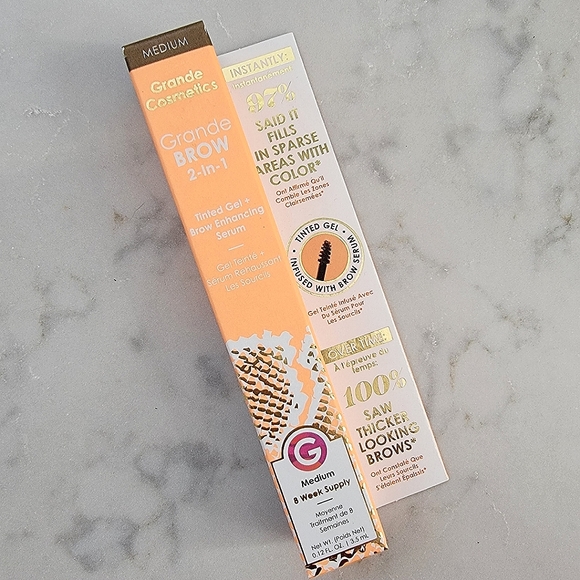 MEDIUM
Grande
Cosmetics
Grande
BROW
2-in-1
Tinted Gel +
Brow Enhancing
Serum
Gel Teinté +
Sérum Rehaussant
Les Sourcils
G
Medium
8 Week Supply
Moyenne
Traitement de 8
Semaines
Net Wt. (Poids Net)
0.12 FL. OZ. | 3.5 mL
INSTANTLY:
Instantanément
97%
SAID IT
FILLS
IN SPARSE
AREAS WITH
COLOR*
Ont Affirmé Qu'il
Comble Les Zones
Clairsemées*
TINTED GEL •
INFUSED WITH BROW SERUM •
Gel Teinté Infusé Avec
Du Sérum Pour
Les Sourcils*
OVER TIME:
À l'épreuve du
temps:
100%
SAW
THICKER
LOOKING
BROWS*
Ont Constaté Que
Leurs Sourcils
S'étaient Épaissis*